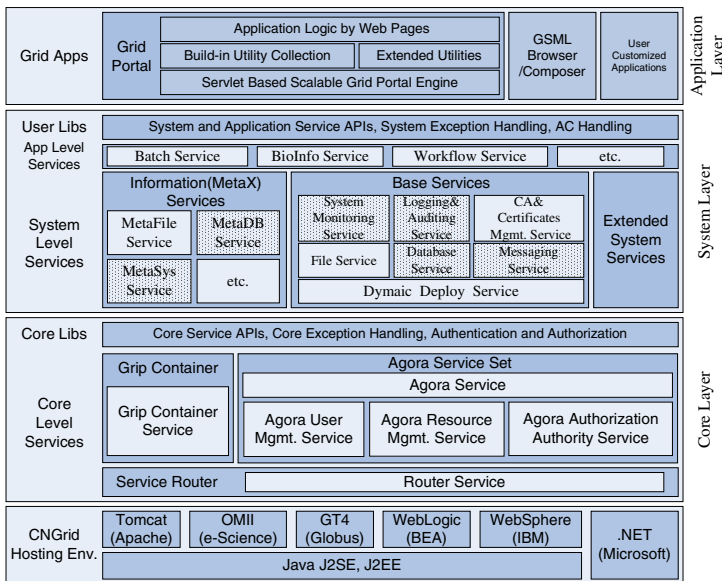 Grid Apps
Grid
Portal
Application Logic by Web Pages
Build-in Utility Collection
Extended Utilities
Servlet Based Scalable Grid Portal Engine
GSML
Browser
/Composer
User
Customized
Applications
Application
Layer
User Libs
System and Application Service APIs, System Exception Handling, AC Handling
App Level
Services
Batch Service
BioInfo Service
Workflow Service
etc.
System
Level
Services
Information(MetaX)
Services
MetaFile
Service
MetaDB
Service
MetaSys
Service
etc.
Base Services
System
Monitoring
Service
Logging&
Auditing
Service
CA&
Certificates
Mgmt. Service
File Service
Database
Service
Messaging
Service
Dymaic Deploy Service
Extended
System
Services
System Layer
Core Libs
Core Service APIs, Core Exception Handling, Authentication and Authorization
Core
Level
Services
Grip Container
Grip Container
Service
Agora Service Set
Agora Service
Agora User
Mgmt. Service
Agora Resource
Mgmt. Service
Agora Authorization
Authority Service
Service Router
Router Service
Core Layer
CNGrid
Hosting Env.
Tomcat
(Apache)
OMII
(e-Science)
GT4
(Globus)
WebLogic
(BEA)
WebSphere
(IBM)
.NET
(Microsoft)
Java J2SE, J2EE